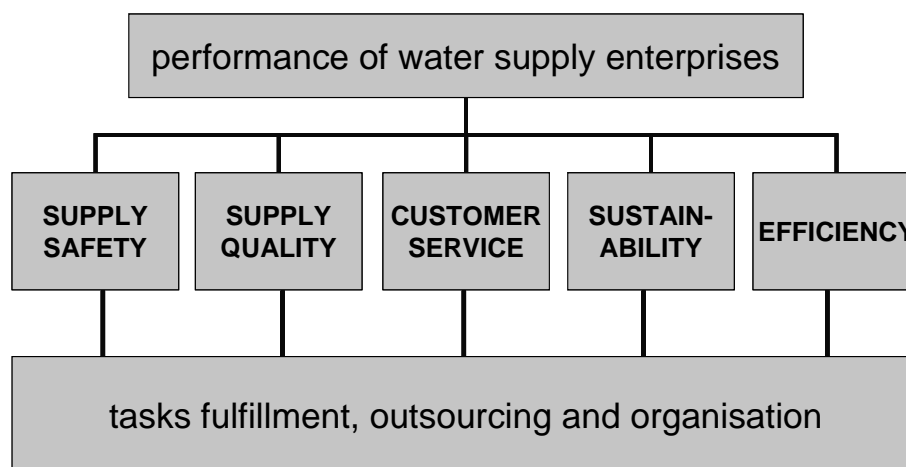 performance of water supply enterprises
SUPPLY
SAFETY
SUPPLY
QUALITY
CUSTOMER
SERVICE
SUSTAIN-
ABILITY
EFFICIENCY
tasks fulfillment, outsourcing and organisation